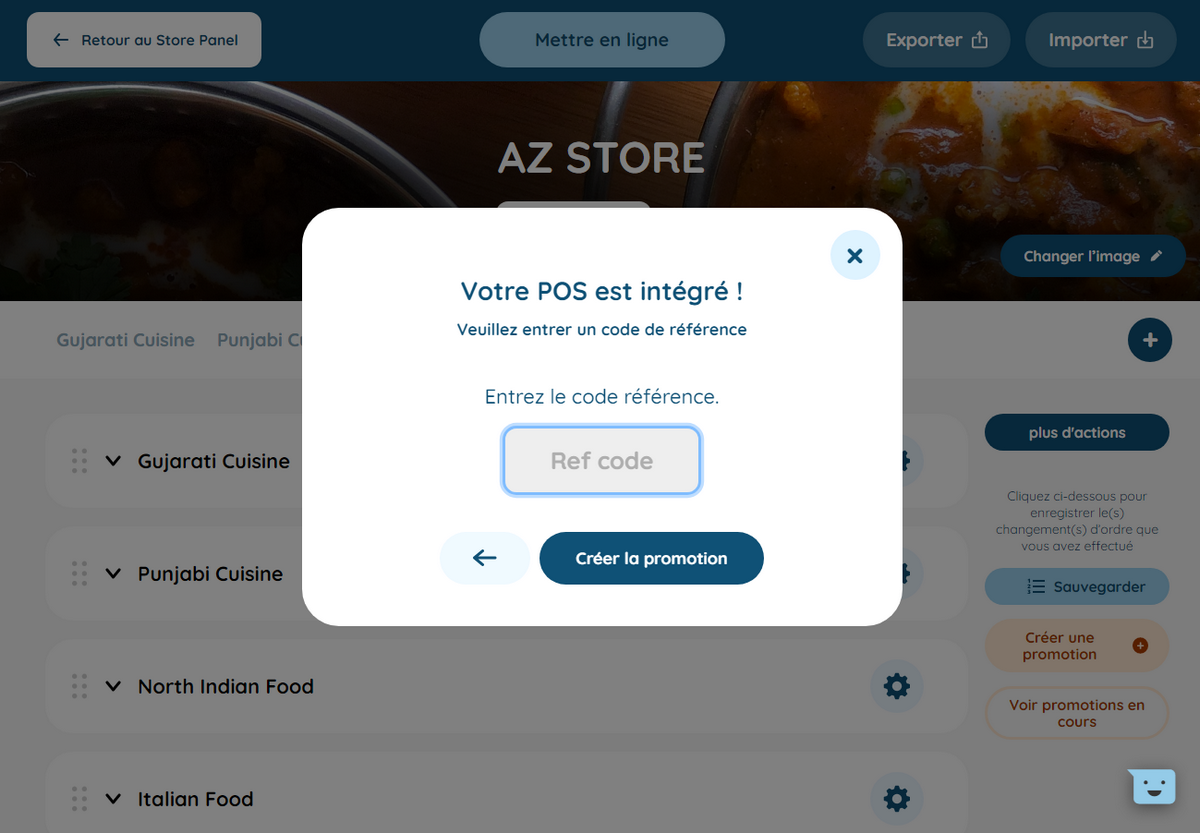 Retour au Store Panel
Mettre en ligne
Exporter
Importer
AZ STORE
Changer l'image
Gujarati Cuisine
Punjabi
Votre POS est intégré !
Veuillez entrer un code de référence
Entrez le code référence.
Ref code
Créer la promotion
Gujarati Cuisine
Punjabi Cuisine
North Indian Food
Italian Food
plus d'actions
Cliquez ci-dessous pour
enregistrer le(s)
changement(s) d'ordre que
vous avez effectué
Sauvegarder
Créer une
promotion
Voir promotions en
cours